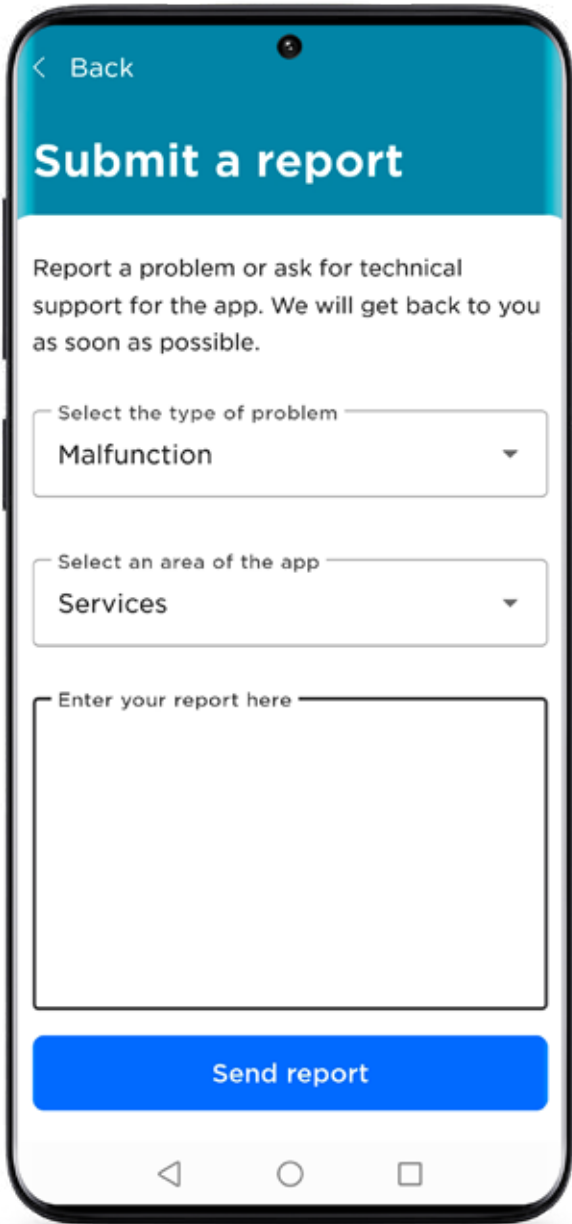 Back
Submit a report
Report a problem or ask for technical
support for the app. We will get back to you
as soon as possible.
Select the type of problem
Malfunction
Select an area of the app
Services
Enter your report here
Send report